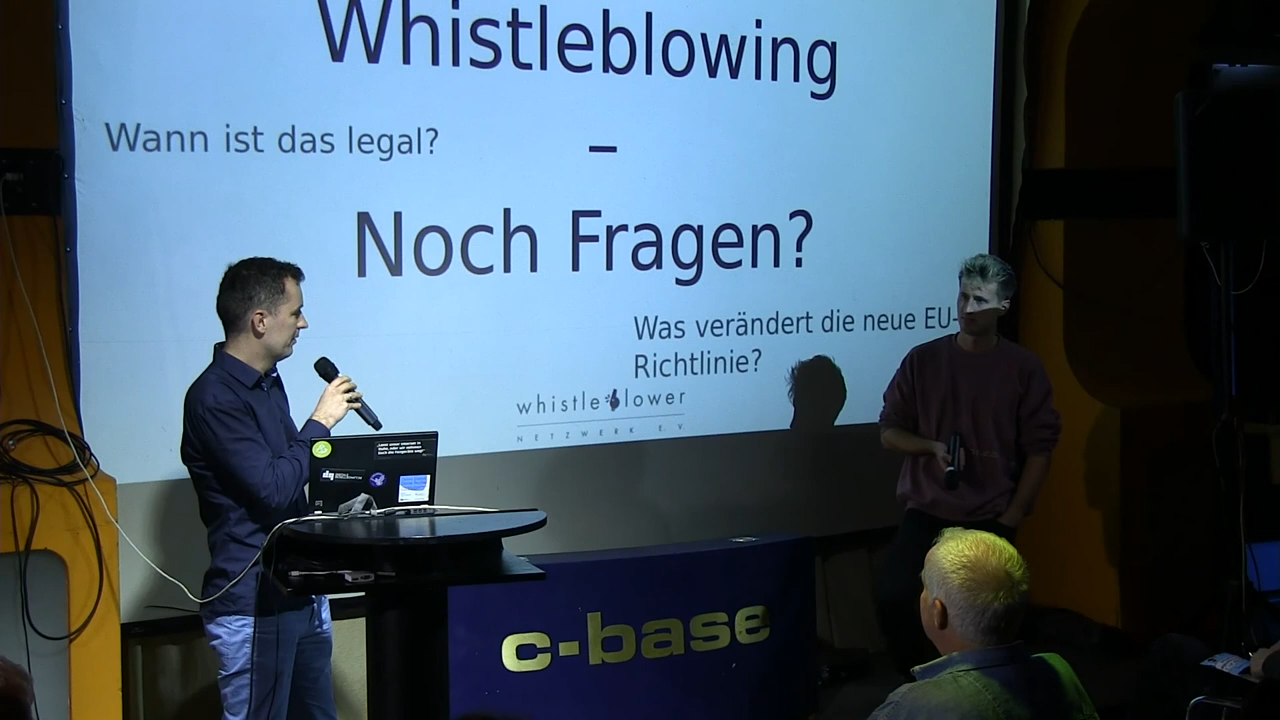 Whistleblowing
Wann ist das legal?
–
Noch Fragen?
Was verändert die neue EU-
Richtlinie?
whistleblower
NETZWERK E.V.
c-base